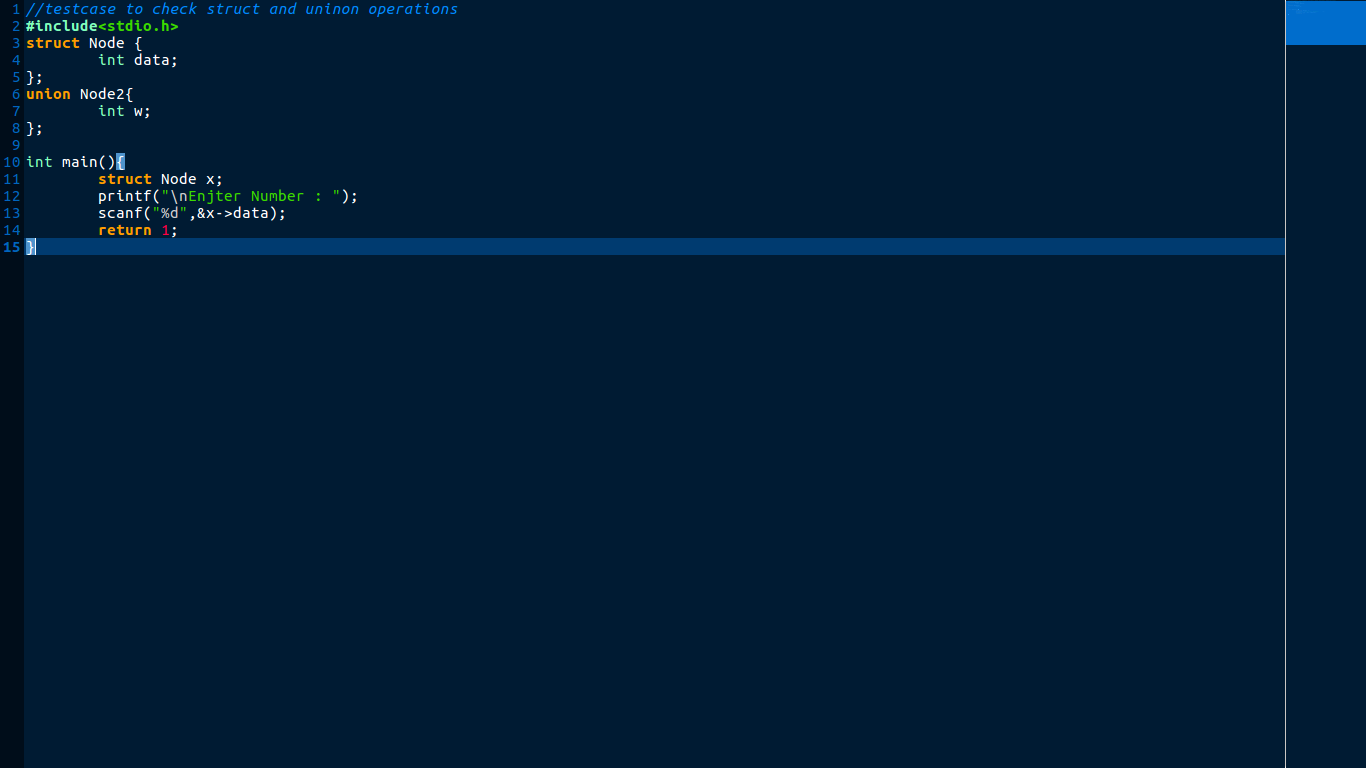 1 //testcase to check struct and uninon operations
2 #include<stdio.h>
3 struct Node {
4 int data;
5 };
6 union Node2{
7 int w;
8 };
9
10 int main(){
11 struct Node x;
12 printf("\nEnjter Number : ");
13 scanf("%d",&x->data);
14 return 1;
15 }